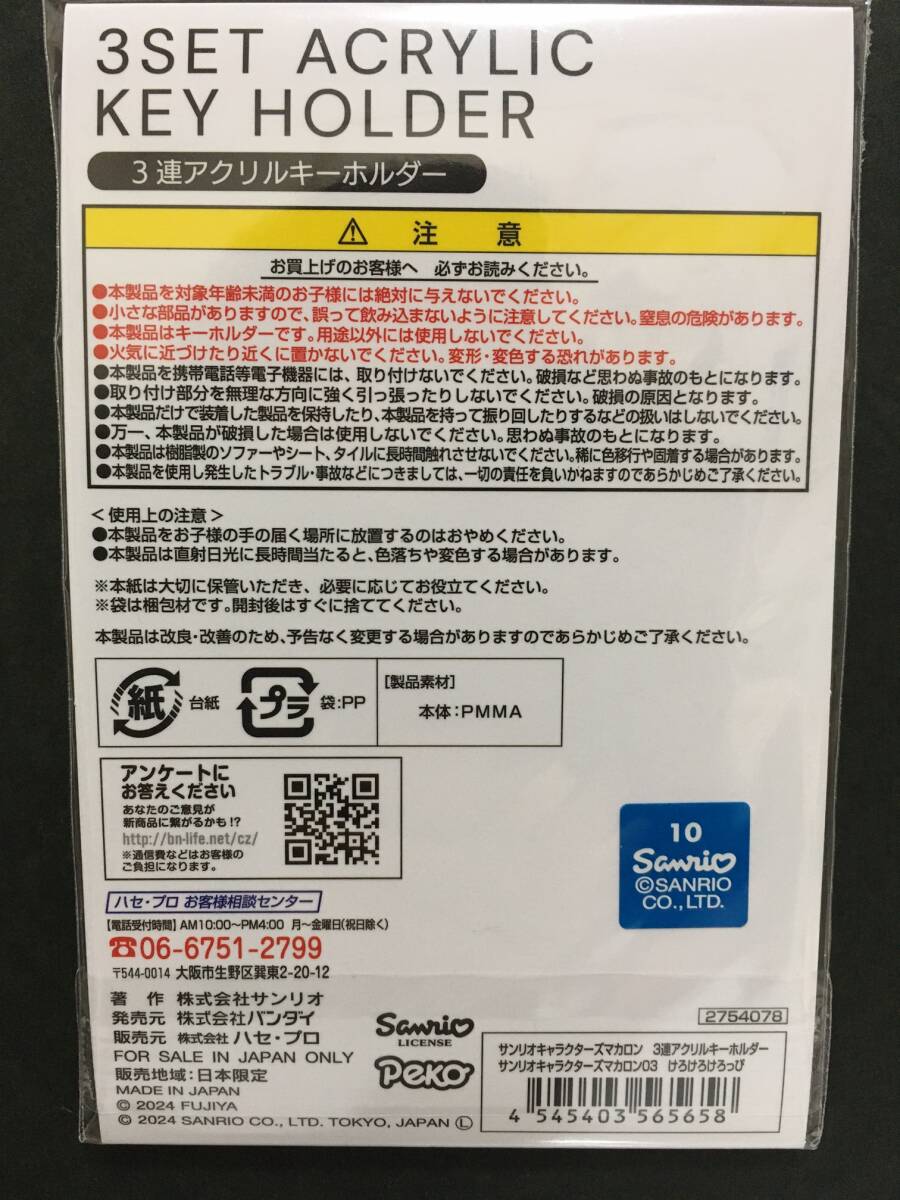 3SET ACRYLIC
KEY HOLDER
3連アクリルキーホルダー
注 意
お買上げのお客様へ 必ずお読みください。
●本製品を対象年齢未満のお子様には絶対に与えないでください。
●小さな部品がありますので、誤って飲み込まないように注意してください。窒息の危険があります。
●本製品はキーホルダーです。用途以外には使用しないでください。
●火気に近づけたり近くに置かないでください。変形・変色する恐れがあります。
●本製品を携帯電話等電子機器には、取り付けないでください。破損など思わぬ事故のもとになります。
●取り付け部分を無理な方向に強く引っ張ったりしないでください。破損の原因となります。
●本製品だけで装着した製品を保持したり、本製品を持って振り回したりするなどの扱いはしないでください。
●万一、本製品が破損した場合は使用しないでください。思わぬ事故のもとになります。
●本製品は樹脂製のソファーやシート、タイルに長時間触れさせないでください。稀に色移行や固着する場合があります。
●本製品を使用し発生したトラブル・事故などにつきましては、一切の責任を負いかねますのであらかじめご了承ください。
＜使用上の注意＞
●本製品をお子様の手の届く場所に放置するのはおやめください。
●本製品は直射日光に長時間当たると、色落ちや変色する場合があります。
※本紙は大切に保管いただき、必要に応じてお役立てください。
※袋は梱包材です。開封後はすぐに捨ててください。
本製品は改良・改善のため、予告なく変更する場合がありますのであらかじめご了承ください。
紙 台紙 プラ 袋:PP
[製品素材]
本体:PMMA
アンケートに
お答えください
あなたのご意見が
新商品に繋がるかも!?
http://bn-life.net/cz/
※通信費などはお客様の
ご負担になります。
10
Sanrio
©SANRIO
CO.,LTD.
ハセ・プロ お客様相談センター
【電話受付時間】AM10:00〜PM4:00 月〜金曜日(祝日除く)
☎06-6751-2799
〒544-0014 大阪市生野区巽東2-20-12
著 作 株式会社サンリオ
発売元 株式会社バンダイ
販売元 株式会社 ハセ・プロ
FOR SALE IN JAPAN ONLY
販売地域:日本限定
MADE IN JAPAN
© 2024 FUJIYA
© 2024 SANRIO CO., LTD. TOKYO, JAPAN Ⓛ
Sanrio
LICENSE
PeKo
2754078
サンリオキャラクターズマカロン 3連アクリルキーホルダー
サンリオキャラクターズマカロン03 けろけろけろっぴ
4 545403 565658